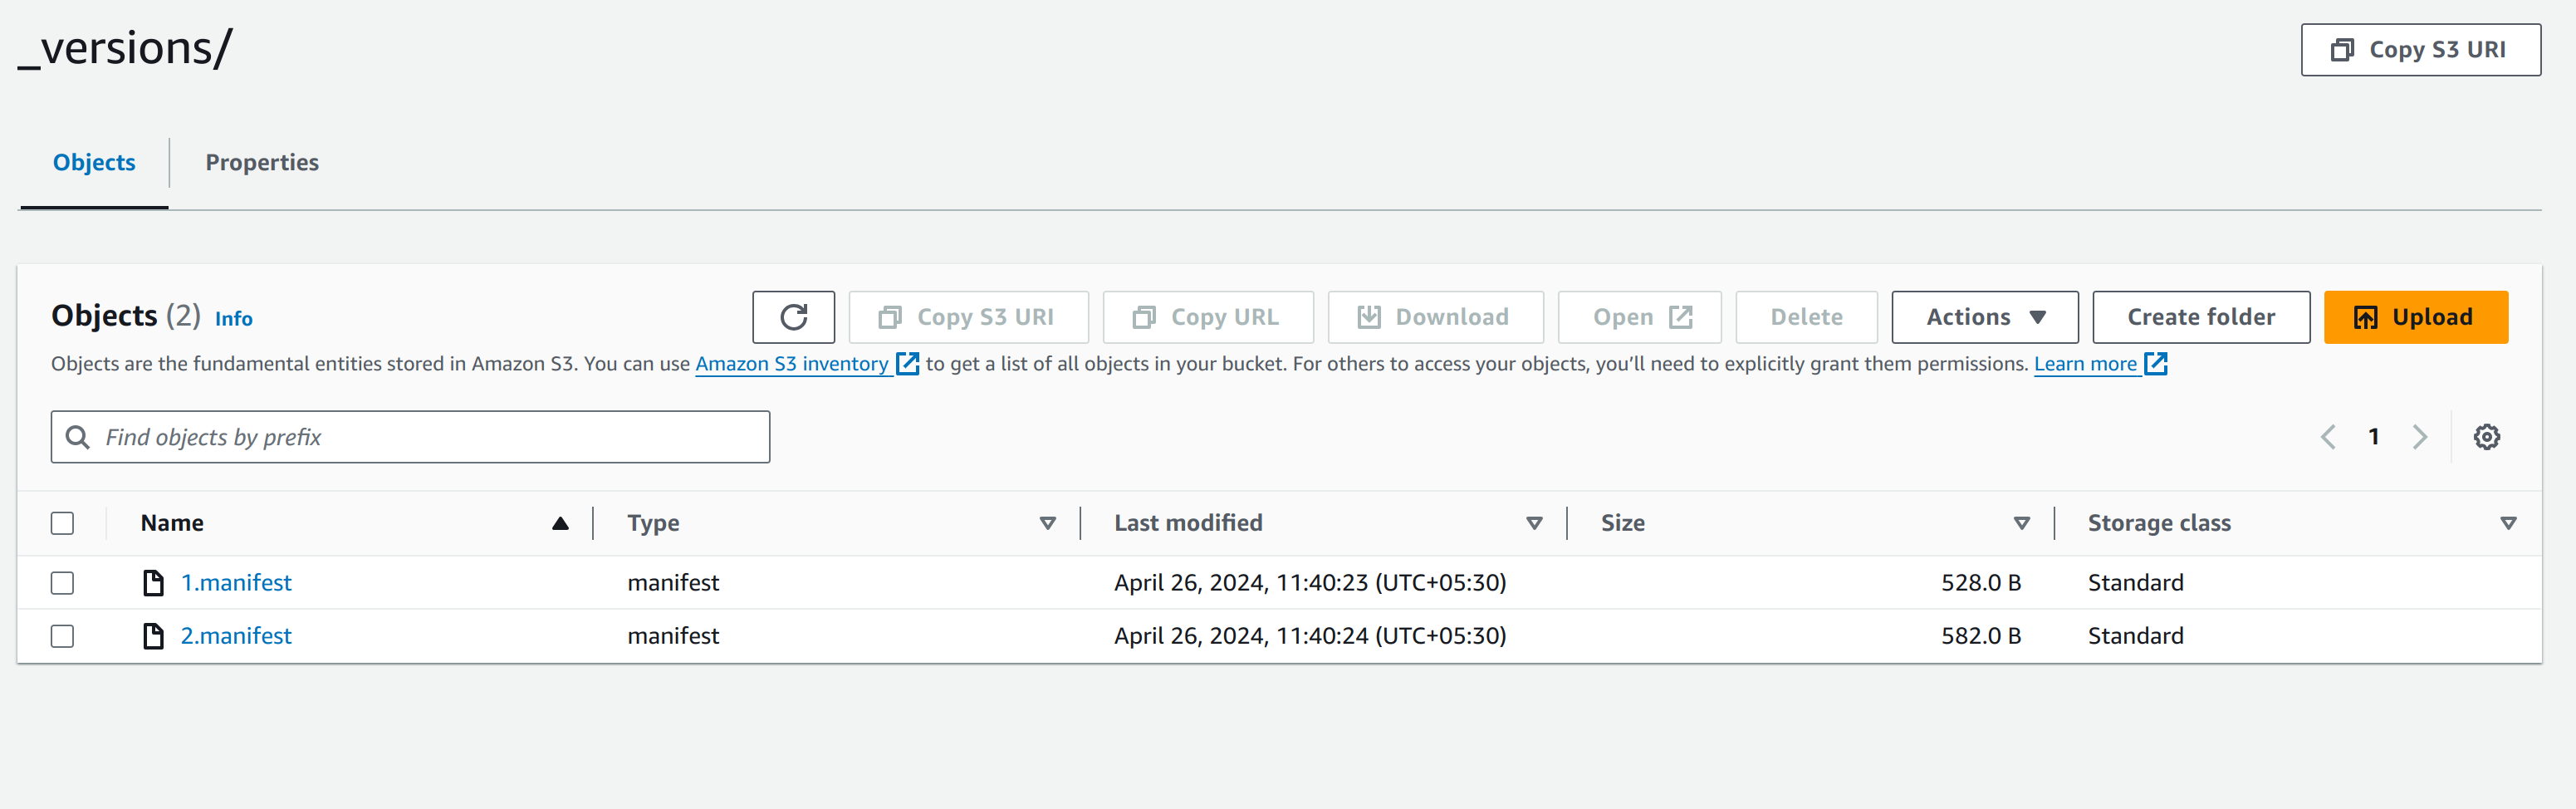 _versions/
Copy S3 URI
Objects
Properties
Objects (2) Info
Copy S3 URI
Copy URL
Download
Open
Delete
Actions
Create folder
Upload
Objects are the fundamental entities stored in Amazon S3. You can use Amazon S3 inventory to get a list of all objects in your bucket. For others to access your objects, you’ll need to explicitly grant them permissions. Learn more
Find objects by prefix
1
Name Type Last modified Size Storage class
1.manifest manifest April 26, 2024, 11:40:23 (UTC+05:30) 528.0 B Standard
2.manifest manifest April 26, 2024, 11:40:24 (UTC+05:30) 582.0 B Standard